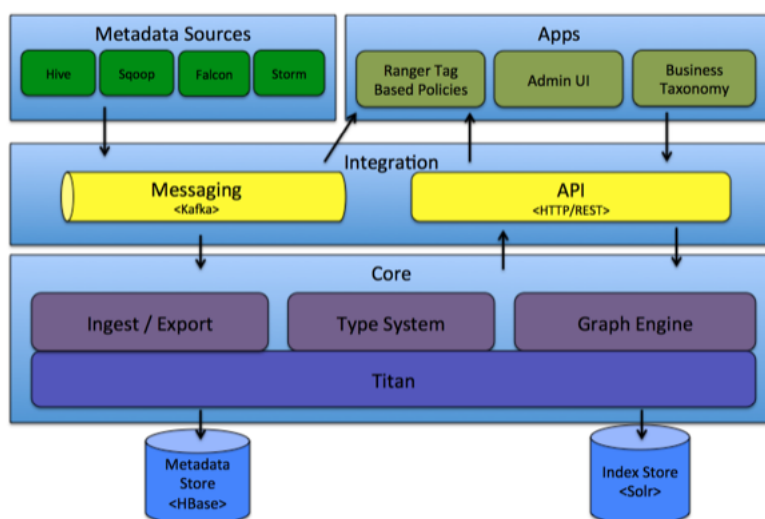 Metadata Sources
Hive
Sqoop
Falcon
Storm
Apps
Ranger Tag
Based Policies
Admin UI
Business
Taxonomy
Integration
Messaging
<Kafka>
API
<HTTP/REST>
Core
Ingest / Export
Type System
Graph Engine
Titan
Metadata
Store
<HBase>
Index Store
<Solr>